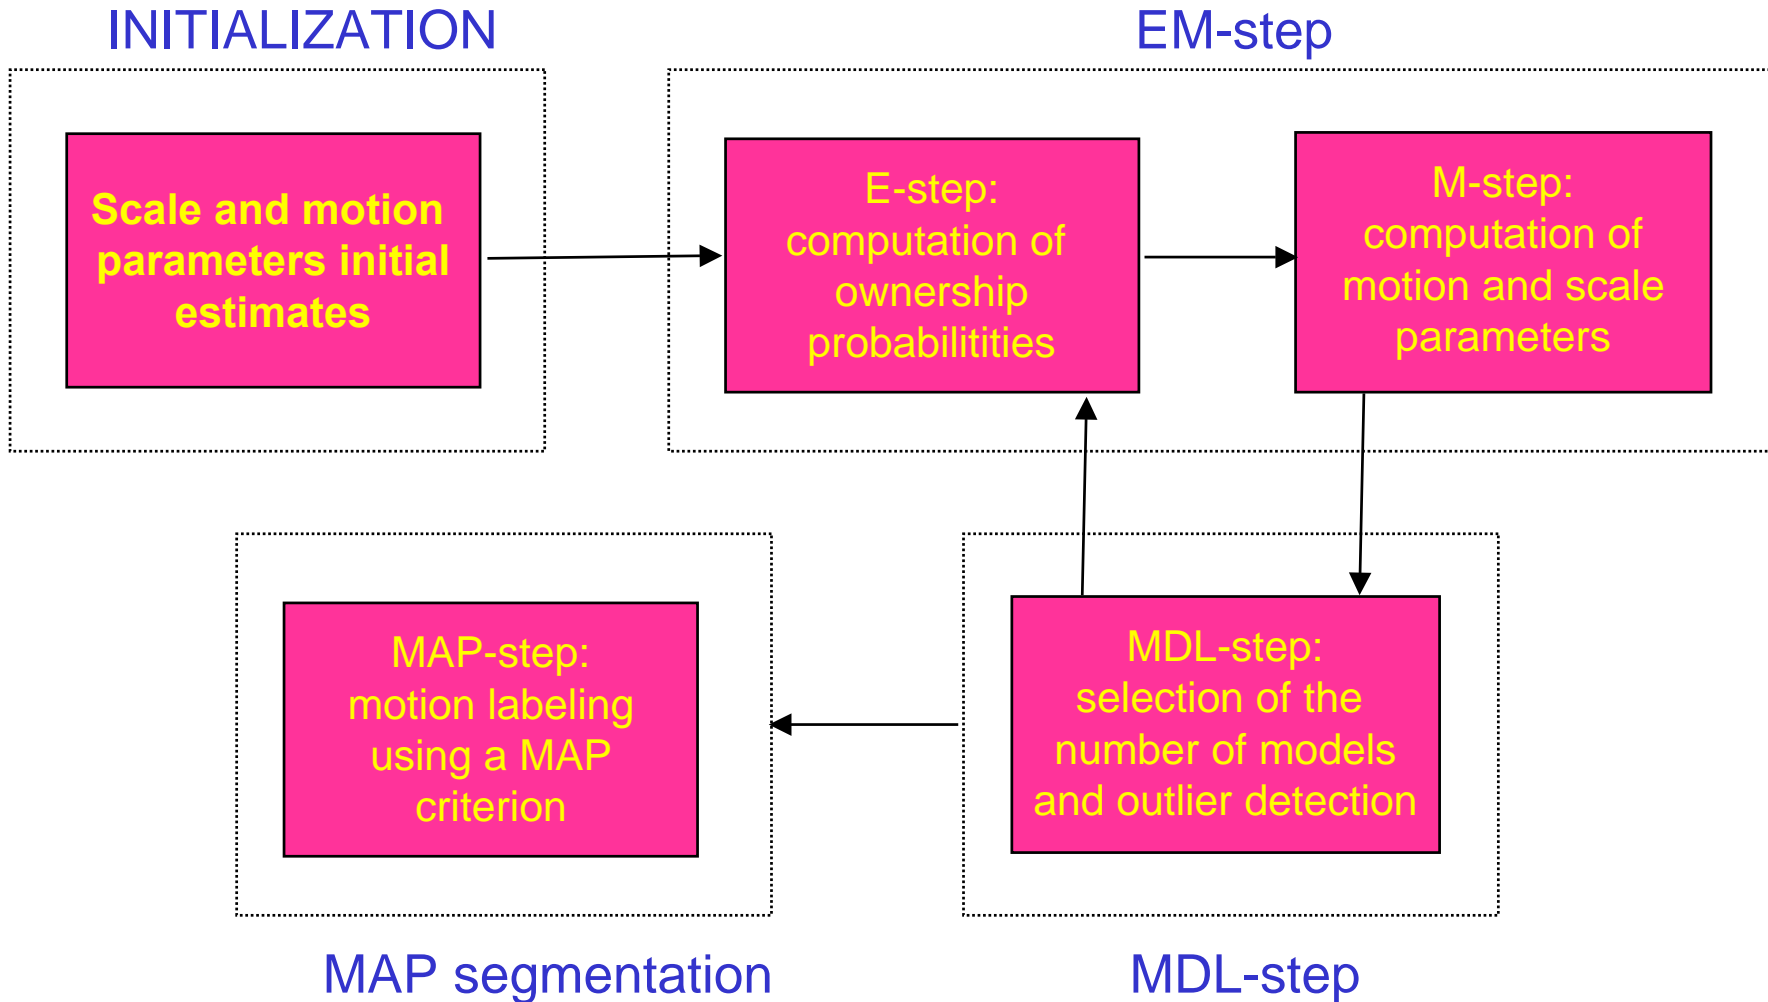 INITIALIZATION
EM-step
Scale and motion
parameters initial
estimates
E-step:
computation of
ownership
probabilitities
M-step:
computation of
motion and scale
parameters
MAP-step:
motion labeling
using a MAP
criterion
MDL-step:
selection of the
number of models
and outlier detection
MAP segmentation
MDL-step